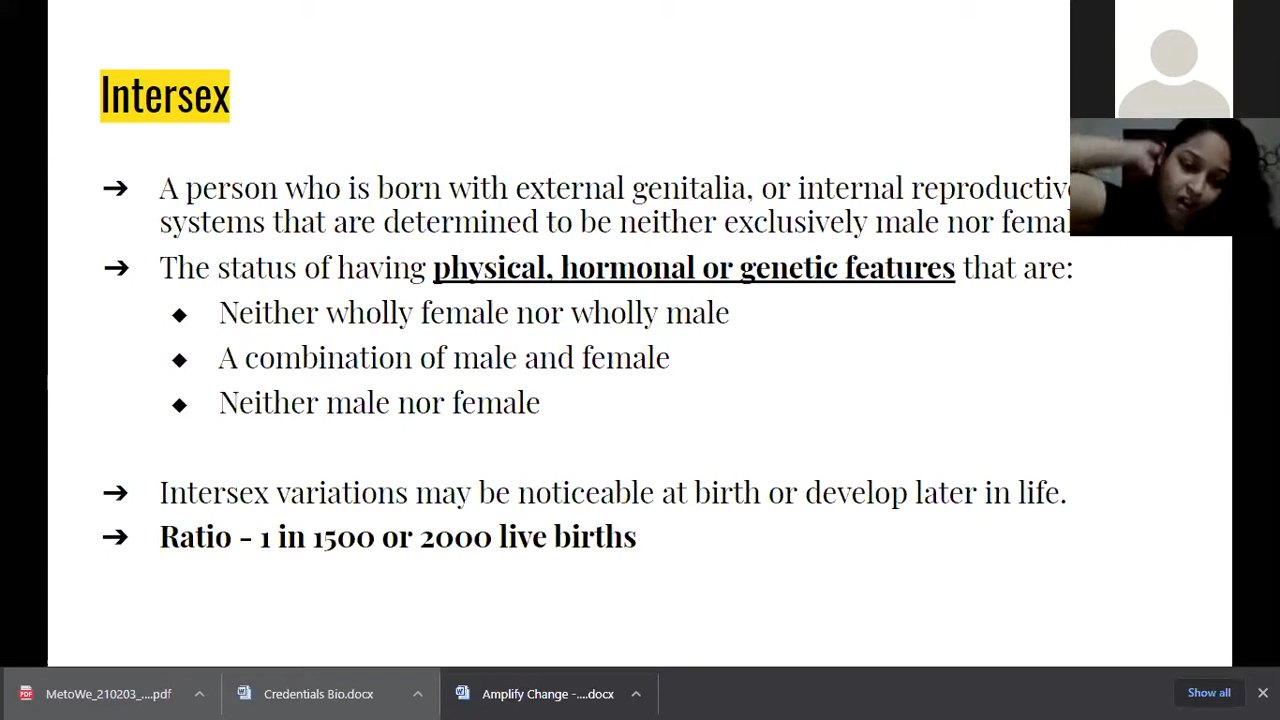 Intersex
➔ A person who is born with external genitalia, or internal reproductive
systems that are determined to be neither exclusively male nor
➔ The status of having physical, hormonal or genetic features that are:
◆ Neither wholly female nor wholly male
◆ A combination of male and female
◆ Neither male nor female
➔ Intersex variations may be noticeable at birth or develop later in life.
➔ Ratio - 1 in 1500 or 2000 live births
MetoWe_210203_....pdf
Credentials Bio.docx
Amplify Change -....docx
Show all